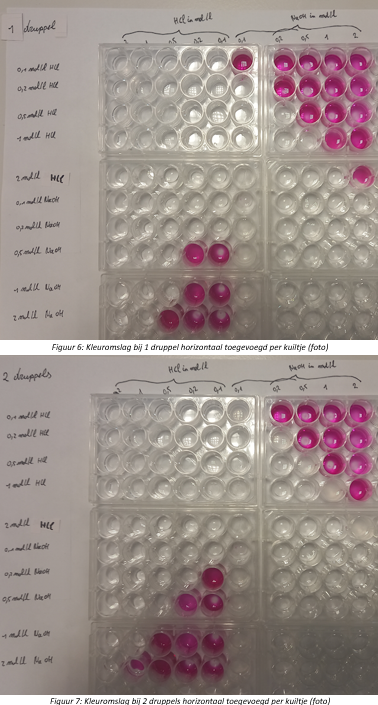 1 druppel
HCl in mol/l
NaOH in mol/l
2 1 0,5 0,2 0,1 0,1 0,2 0,5 1 2
0,1 mol/l HCl
0,2 mol/l HCl
0,5 mol/l HCl
1 mol/l HCl
2 mol/l HCl
0,1 mol/l NaOH
0,2 mol/l NaOH
0,5 mol/l NaOH
1 mol/l NaOH
2 mol/l NaOH
Figuur 6: Kleuromslag bij 1 druppel horizontaal toegevoegd per kuiltje (foto)
2 druppels
HCl in mol/l
NaOH in mol/l
2 1 0,5 0,2 0,1 0,1 0,2 0,5 1 2
0,1 mol/l HCl
0,2 mol/l HCl
0,5 mol/l HCl
1 mol/l HCl
2 mol/l HCl
0,1 mol/l NaOH
0,2 mol/l NaOH
0,5 mol/l NaOH
1 mol/l NaOH
2 mol/l NaOH
Figuur 7: Kleuromslag bij 2 druppels horizontaal toegevoegd per kuiltje (foto)